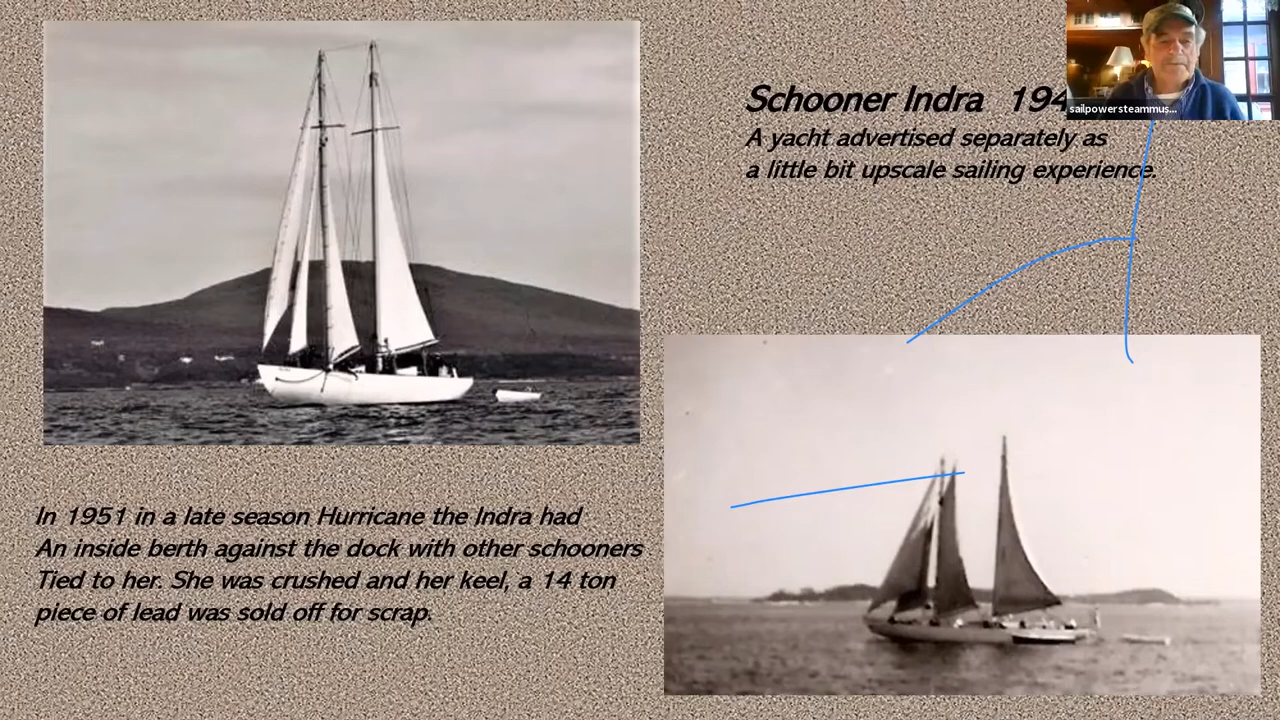 Schooner Indra 194
A yacht advertised separately as
a little bit upscale sailing experience.
sailpowersteammus...
In 1951 in a late season Hurricane the Indra had
An inside berth against the dock with other schooners
Tied to her. She was crushed and her keel, a 14 ton
piece of lead was sold off for scrap.